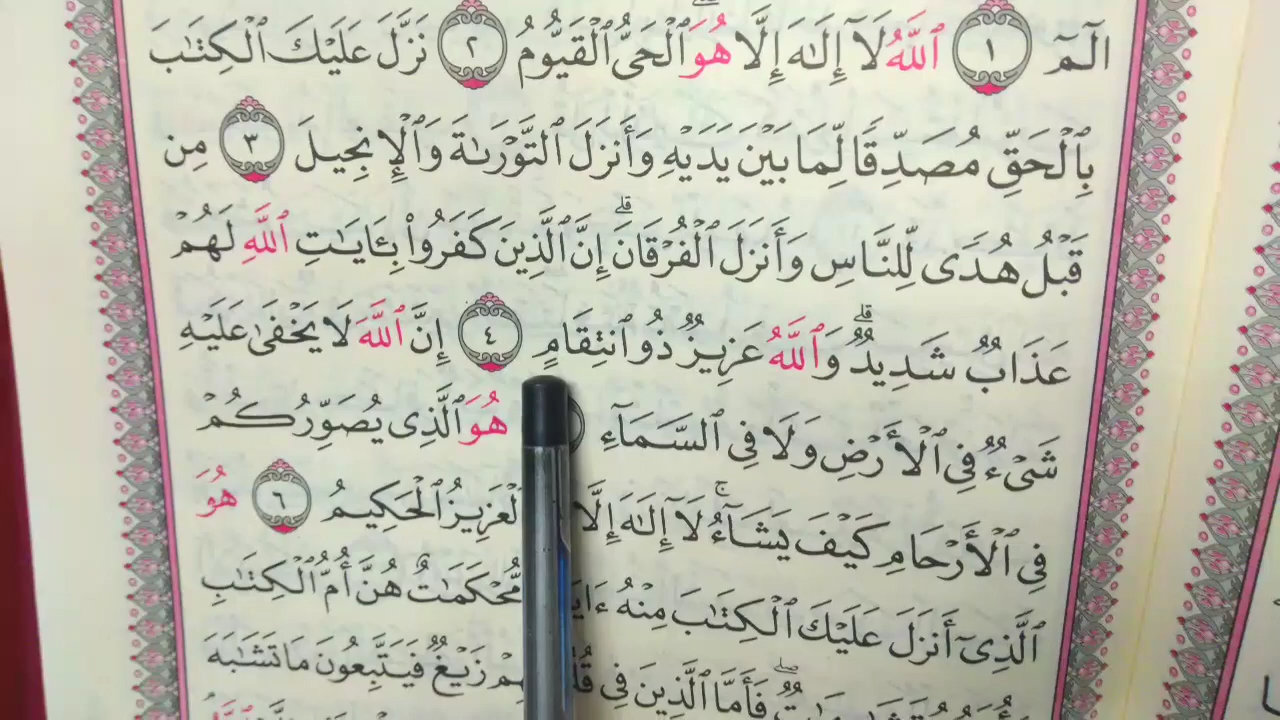 الٓمٓ ١ ٱللَّهُ لَآ إِلَٰهَ إِلَّا هُوَ ٱلْحَىُّ ٱلْقَيُّومُ ٢ نَزَّلَ عَلَيْكَ ٱلْكِتَٰبَ
بِٱلْحَقِّ مُصَدِّقًا لِّمَا بَيْنَ يَدَيْهِ وَأَنزَلَ ٱلتَّوْرَىٰةَ وَٱلْإِنجِيلَ ٣ مِن
قَبْلُ هُدًى لِّلنَّاسِ وَأَنزَلَ ٱلْفُرْقَانَ ۗ إِنَّ ٱلَّذِينَ كَفَرُوا۟ بِـَٔايَٰتِ ٱللَّهِ لَهُمْ
عَذَابٌ شَدِيدٌ ۗ وَٱللَّهُ عَزِيزٌ ذُو ٱنتِقَامٍ ٤ إِنَّ ٱللَّهَ لَا يَخْفَىٰ عَلَيْهِ
شَىْءٌ فِى ٱلْأَرْضِ وَلَا فِى ٱلسَّمَآءِ هُوَ ٱلَّذِى يُصَوِّرُكُمْ
فِى ٱلْأَرْحَامِ كَيْفَ يَشَآءُ ۚ لَآ إِلَٰهَ إِلَّا لْعَزِيزُ ٱلْحَكِيمُ ٦ هُوَ
ٱلَّذِىٓ أَنزَلَ عَلَيْكَ ٱلْكِتَٰبَ مِنْهُ مُّحْكَمَٰتٌ هُنَّ أُمُّ ٱلْكِتَٰبِ
فَأَمَّا ٱلَّذِينَ فِى زَيْغٌ فَيَتَّبِعُونَ مَا تَشَٰبَهَ